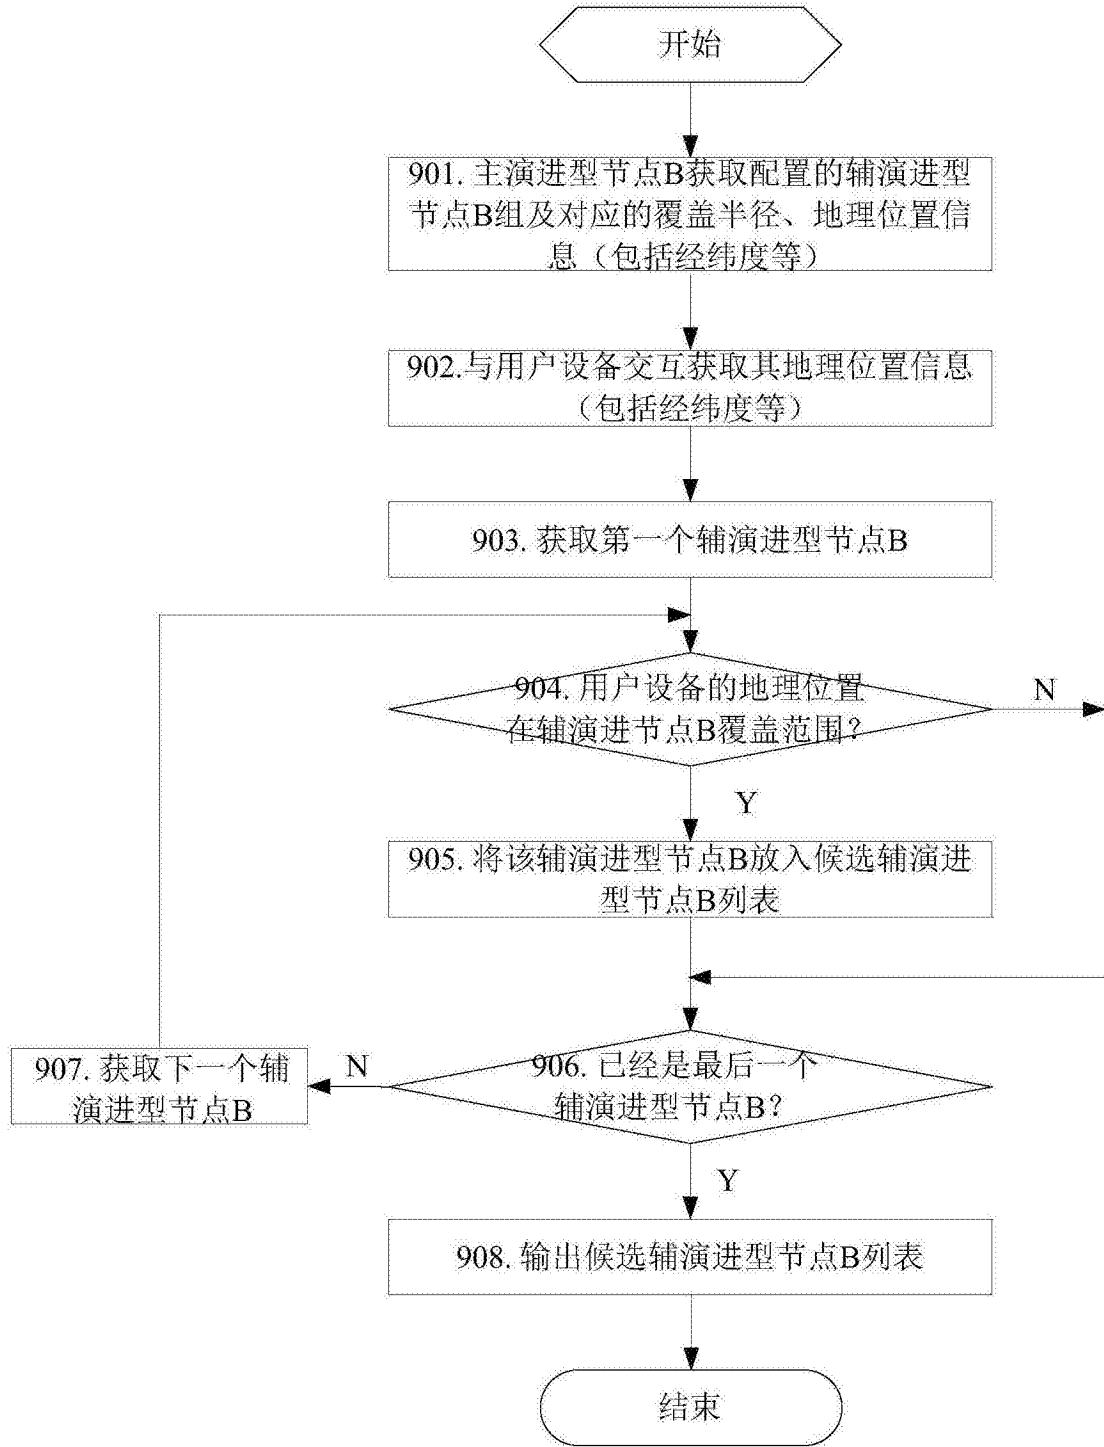 开始
901. 主演进型节点B获取配置的辅演进型
节点B组及对应的覆盖半径、地理位置信
息（包括经纬度等）
902.与用户设备交互获取其地理位置信息
（包括经纬度等）
903. 获取第一个辅演进型节点B
904. 用户设备的地理位置
在辅演进节点B覆盖范围？
N
Y
905. 将该辅演进型节点B放入候选辅演进
型节点B列表
906. 已经是最后一个
辅演进型节点B？
N
907. 获取下一个辅
演进型节点B
Y
908. 输出候选辅演进型节点B列表
结束